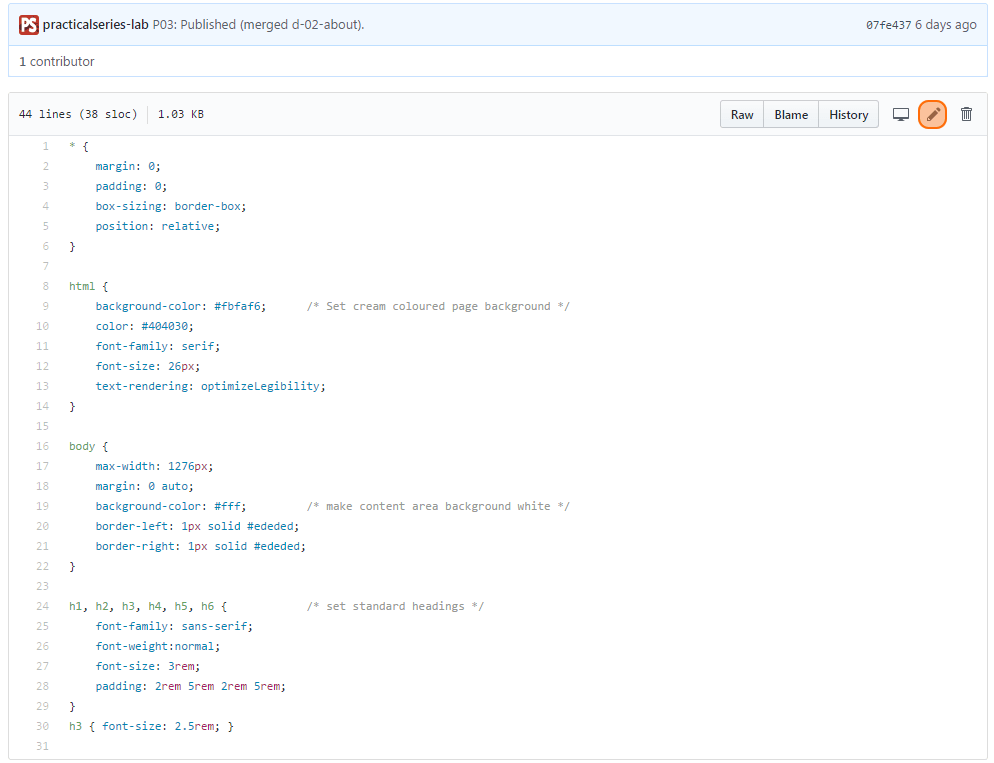 PS practicalseries-lab P03: Published (merged d-02-about). 07fe437 6 days ago
1 contributor
44 lines (38 sloc) 1.03 KB Raw Blame History
1 * {
2     margin: 0;
3     padding: 0;
4     box-sizing: border-box;
5     position: relative;
6 }
7
8 html {
9     background-color: #fbfaf6;      /* Set cream coloured page background */
10     color: #404030;
11     font-family: serif;
12     font-size: 26px;
13     text-rendering: optimizeLegibility;
14 }
15
16 body {
17     max-width: 1276px;
18     margin: 0 auto;
19     background-color: #fff;         /* make content area background white */
20     border-left: 1px solid #ededed;
21     border-right: 1px solid #ededed;
22 }
23
24 h1, h2, h3, h4, h5, h6 {            /* set standard headings */
25     font-family: sans-serif;
26     font-weight:normal;
27     font-size: 3rem;
28     padding: 2rem 5rem 2rem 5rem;
29 }
30 h3 { font-size: 2.5rem; }
31